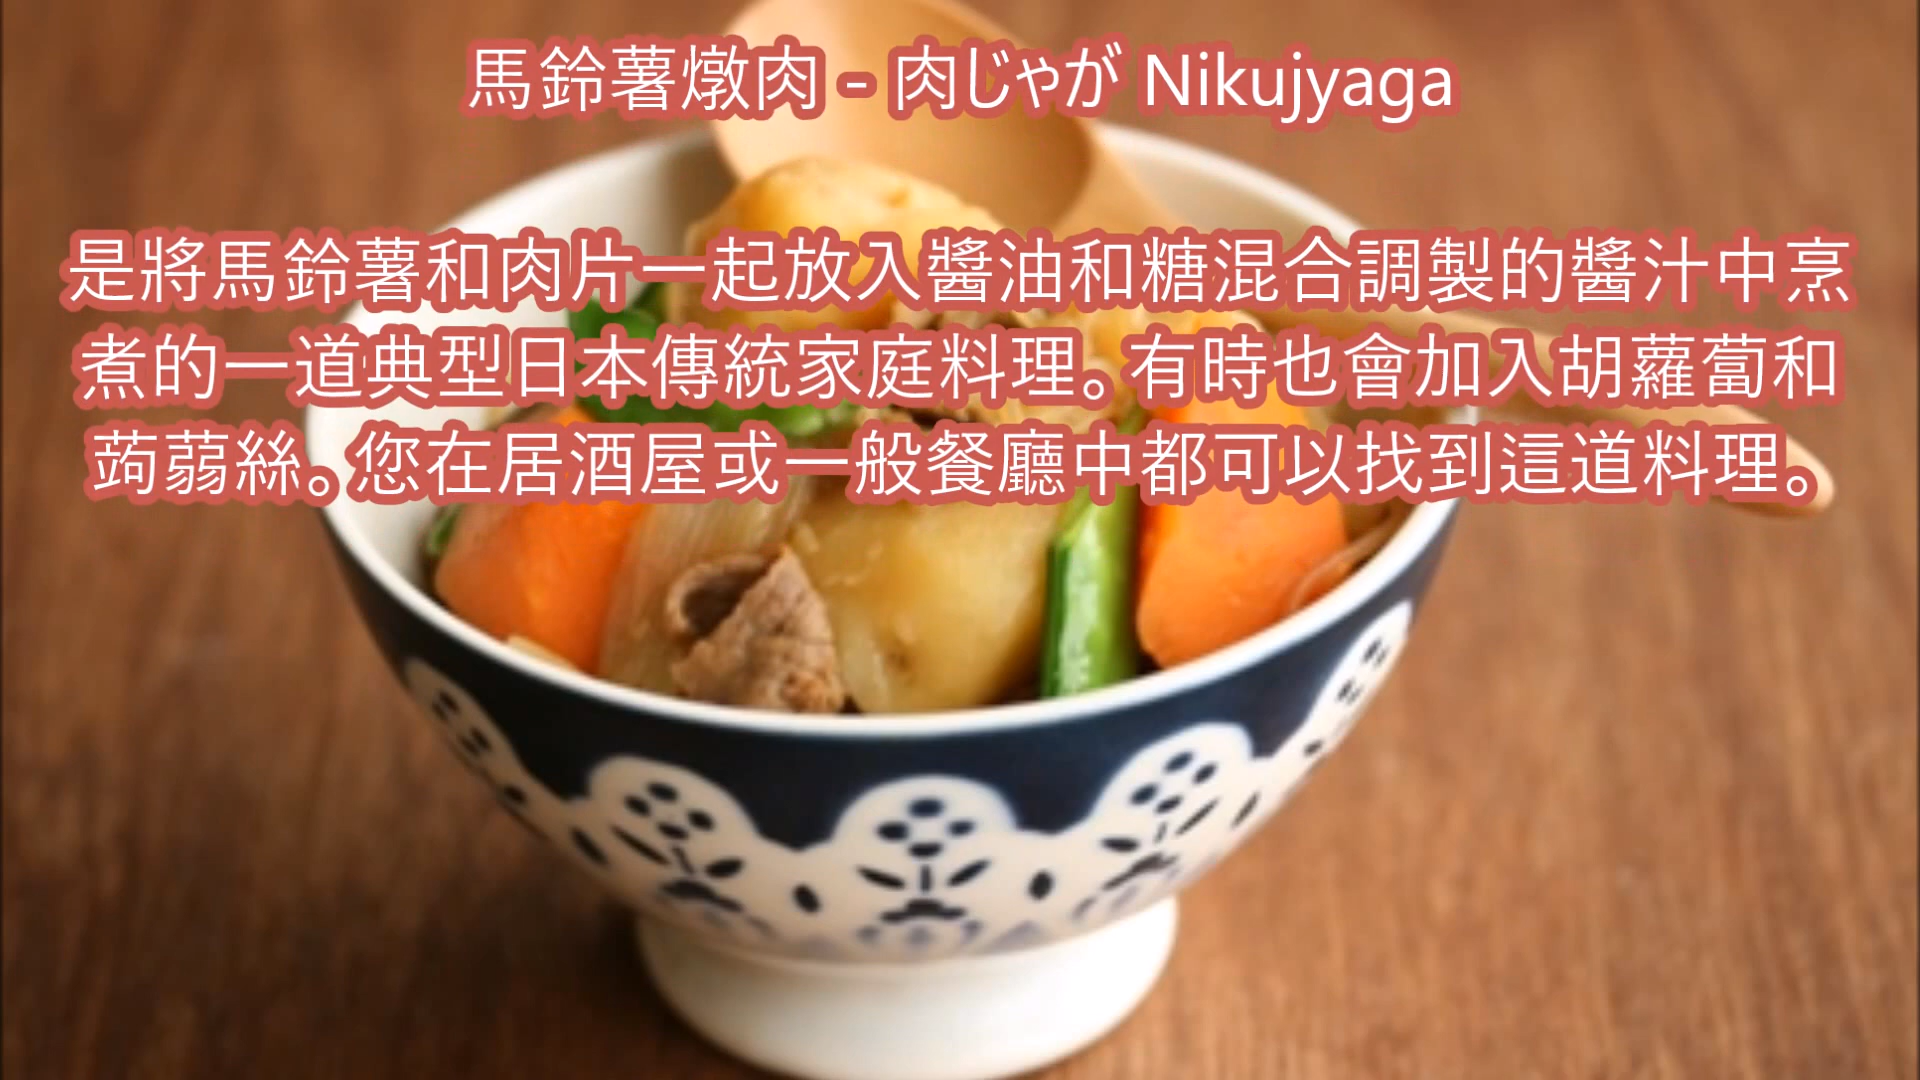 馬鈴薯燉肉 - 肉じゃが Nikujyaga
是將馬鈴薯和肉片一起放入醬油和糖混合調製的醬汁中烹
煮的一道典型日本傳統家庭料理。有時也會加入胡蘿蔔和
蒟蒻絲。您在居酒屋或一般餐廳中都可以找到這道料理。